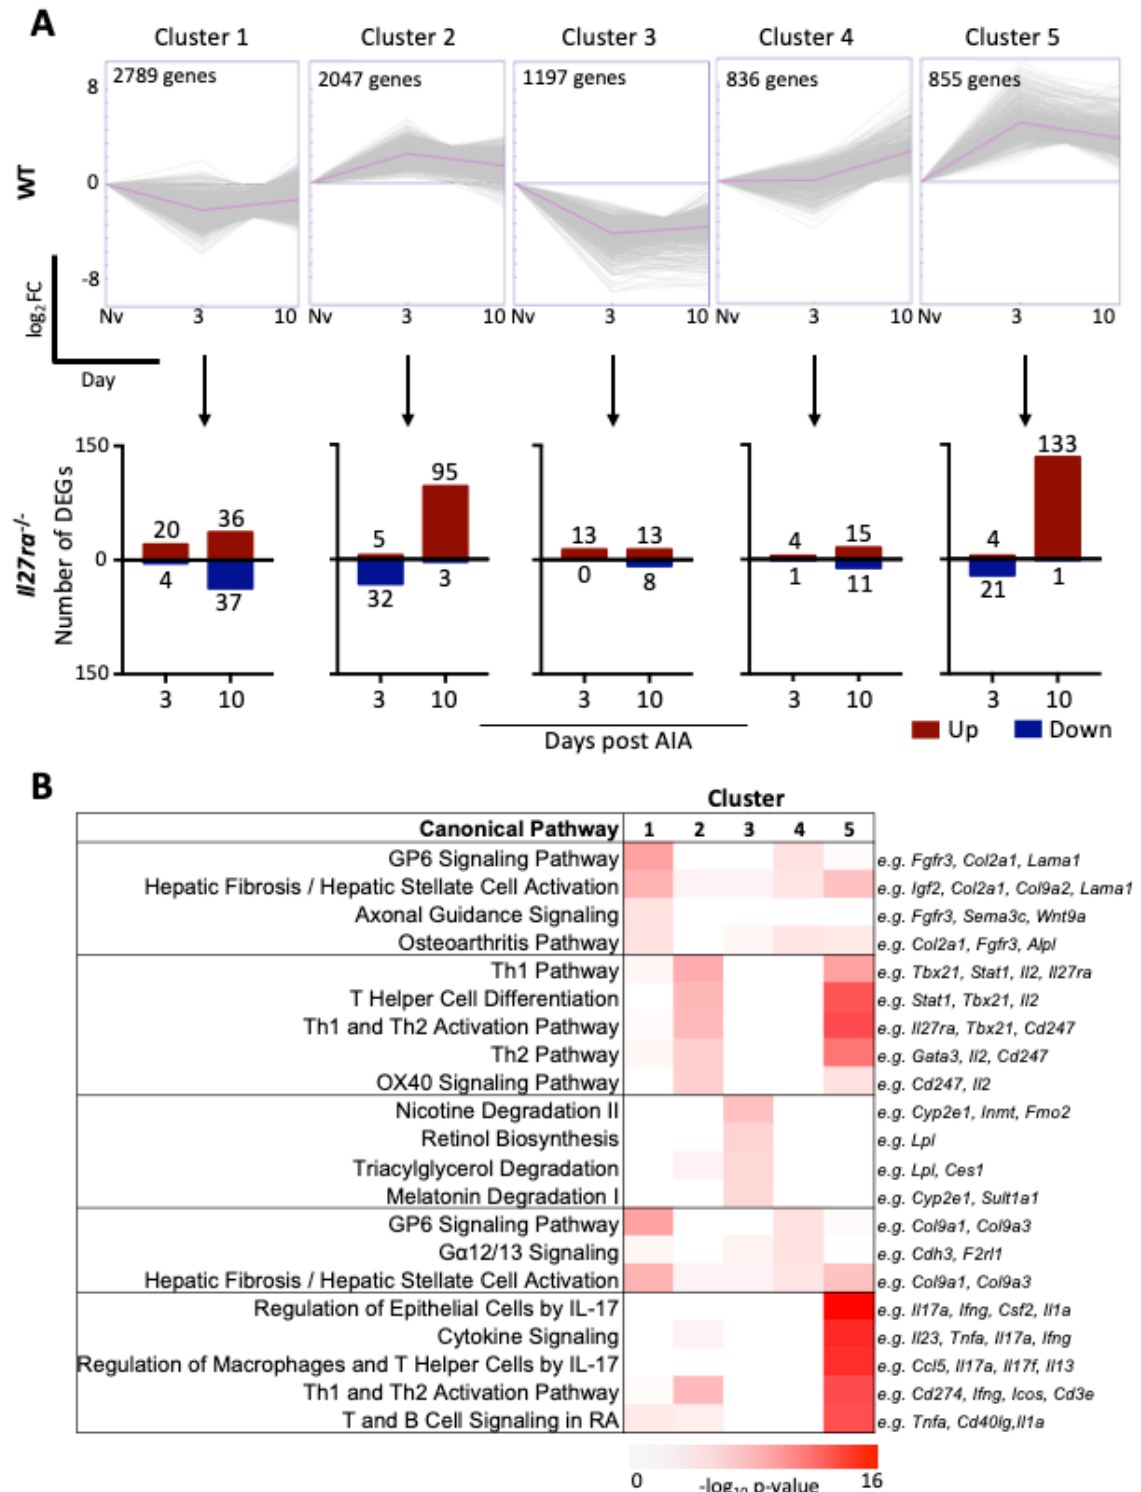 A
Cluster 1 Cluster 2 Cluster 3 Cluster 4 Cluster 5
2789 genes 2047 genes 1197 genes 836 genes 855 genes
8
0
-8
WT
log2FC
Nv 3 10 Nv 3 10 Nv 3 10 Nv 3 10 Nv 3 10
Day
Il27ra-/-
Number of DEGs
150
0
150
20 36 5 95 13 13 4 15 4 133
4 37 32 3 0 8 1 11 21 1
3 10 3 10 3 10 3 10 3 10
Days post AIA
Up Down
B
Cluster
Canonical Pathway 1 2 3 4 5
GP6 Signaling Pathway e.g. Fgfr3, Col2a1, Lama1
Hepatic Fibrosis / Hepatic Stellate Cell Activation e.g. Igf2, Col2a1, Col9a2, Lama1
Axonal Guidance Signaling e.g. Fgfr3, Sema3c, Wnt9a
Osteoarthritis Pathway e.g. Col2a1, Fgfr3, Alpl
Th1 Pathway e.g. Tbx21, Stat1, Il2, Il27ra
T Helper Cell Differentiation e.g. Stat1, Tbx21, Il2
Th1 and Th2 Activation Pathway e.g. Il27ra, Tbx21, Cd247
Th2 Pathway e.g. Gata3, Il2, Cd247
OX40 Signaling Pathway e.g. Cd247, Il2
Nicotine Degradation II e.g. Cyp2e1, Inmt, Fmo2
Retinol Biosynthesis e.g. Lpl
Triacylglycerol Degradation e.g. Lpl, Ces1
Melatonin Degradation I e.g. Cyp2e1, Sult1a1
GP6 Signaling Pathway e.g. Col9a1, Col9a3
Gα12/13 Signaling e.g. Cdh3, F2rl1
Hepatic Fibrosis / Hepatic Stellate Cell Activation e.g. Col9a1, Col9a3
Regulation of Epithelial Cells by IL-17 e.g. Il17a, Ifng, Csf2, Il1a
Cytokine Signaling e.g. Il23, Tnfa, Il17a, Ifng
Regulation of Macrophages and T Helper Cells by IL-17 e.g. Ccl5, Il17a, Il17f, Il13
Th1 and Th2 Activation Pathway e.g. Cd274, Ifng, Icos, Cd3e
T and B Cell Signaling in RA e.g. Tnfa, Cd40lg,Il1a
0 -log10 p-value 16